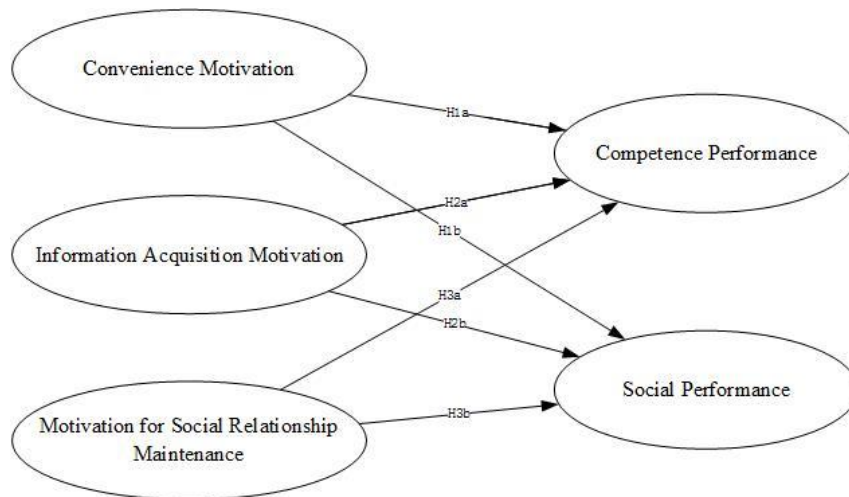 Convenience Motivation
H1a
Competence Performance
H2a
H1b
Information Acquisition Motivation
H3a
H2b
Social Performance
H3b
Motivation for Social Relationship
Maintenance